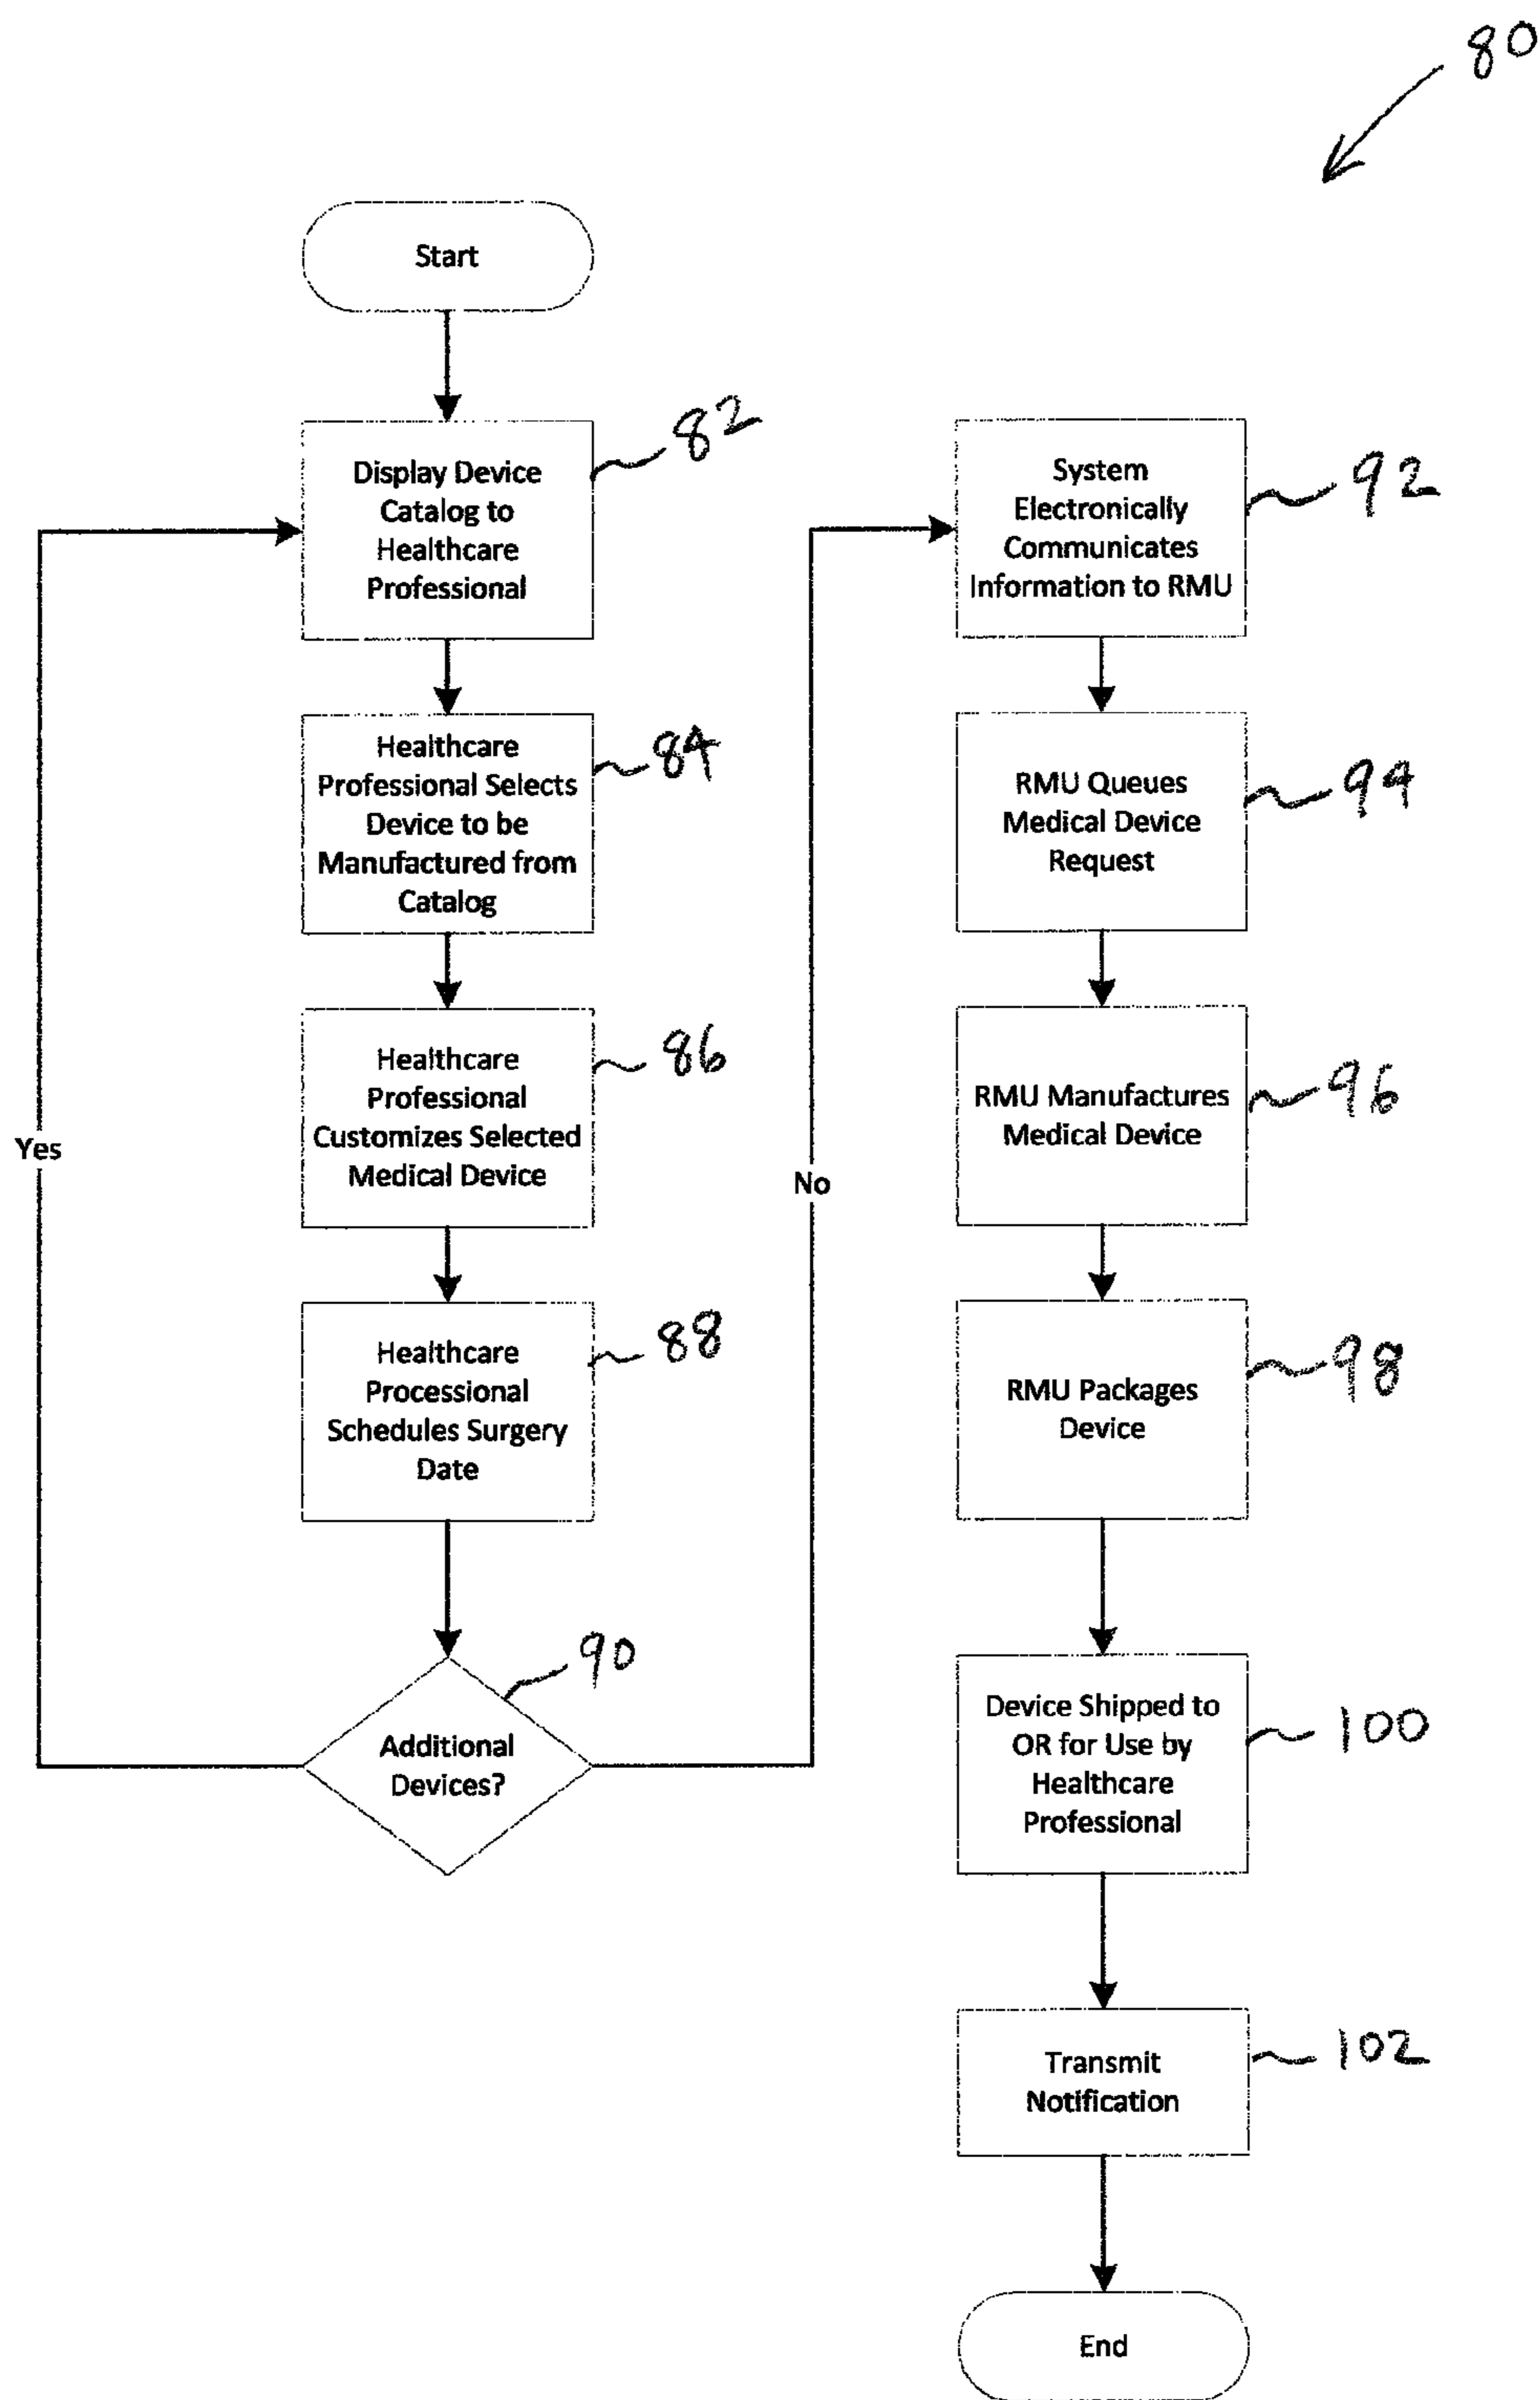 80
Start
Display Device
Catalog to
Healthcare
Professional
82
Healthcare
Professional Selects
Device to be
Manufactured from
Catalog
84
Healthcare
Professional
Customizes Selected
Medical Device
86
Healthcare
Processional
Schedules Surgery
Date
88
Additional
Devices?
90
Yes
No
System
Electronically
Communicates
Information to RMU
92
RMU Queues
Medical Device
Request
94
RMU Manufactures
Medical Device
96
RMU Packages
Device
98
Device Shipped to
OR for Use by
Healthcare
Professional
100
Transmit
Notification
102
End